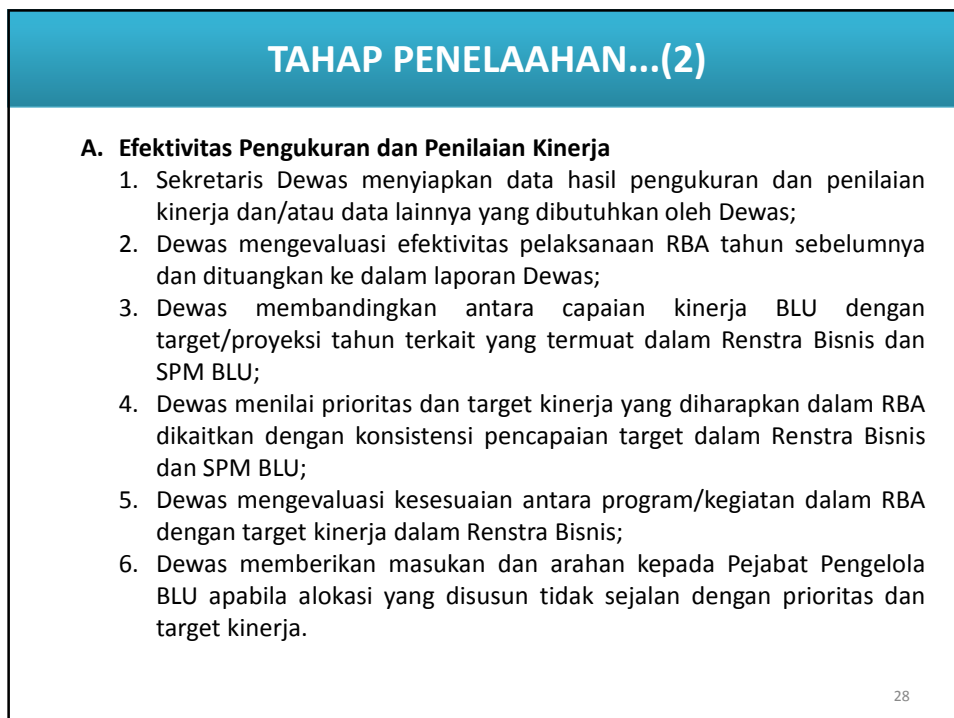 TAHAP PENELAAHAN...(2)
A. Efektivitas Pengukuran dan Penilaian Kinerja
1. Sekretaris Dewas menyiapkan data hasil pengukuran dan penilaian
kinerja dan/atau data lainnya yang dibutuhkan oleh Dewas;
2. Dewas mengevaluasi efektivitas pelaksanaan RBA tahun sebelumnya
dan dituangkan ke dalam laporan Dewas;
3. Dewas membandingkan antara capaian kinerja BLU dengan
target/proyeksi tahun terkait yang termuat dalam Renstra Bisnis dan
SPM BLU;
4. Dewas menilai prioritas dan target kinerja yang diharapkan dalam RBA
dikaitkan dengan konsistensi pencapaian target dalam Renstra Bisnis
dan SPM BLU;
5. Dewas mengevaluasi kesesuaian antara program/kegiatan dalam RBA
dengan target kinerja dalam Renstra Bisnis;
6. Dewas memberikan masukan dan arahan kepada Pejabat Pengelola
BLU apabila alokasi yang disusun tidak sejalan dengan prioritas dan
target kinerja.
28